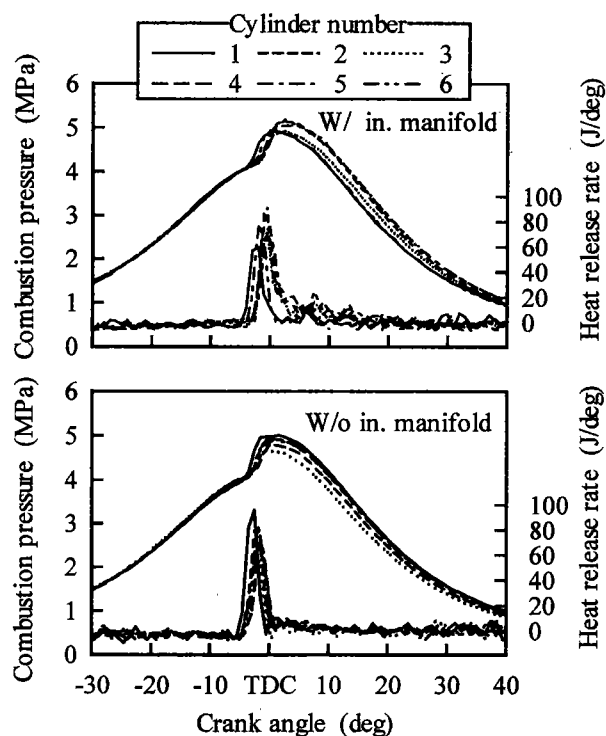 Cylinder number
1 2 3
4 5 6
W/ in. manifold
Combustion pressure (MPa)
6
5
4
3
2
1
0
Heat release rate (J/deg)
100
80
60
40
20
0
W/o in. manifold
Combustion pressure (MPa)
6
5
4
3
2
1
0
Heat release rate (J/deg)
100
80
60
40
20
0
-30 -20 -10 TDC 10 20 30 40
Crank angle (deg)